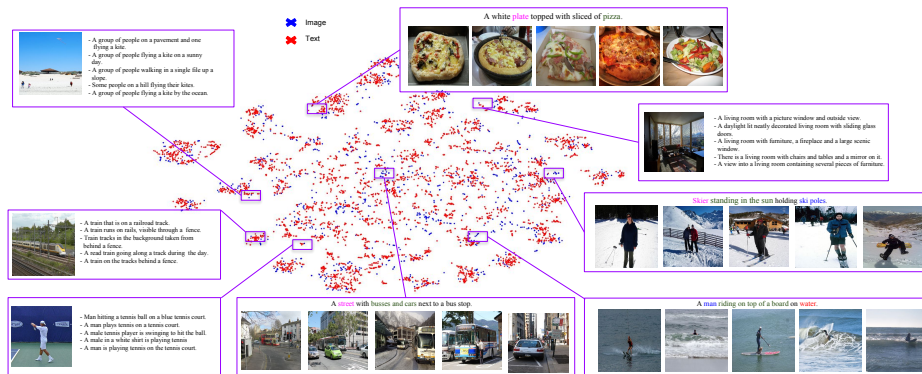 Image
Text
A white plate topped with sliced of pizza.
- A group of people on a pavement and one
flying a kite.
- A group of people flying a kite on a sunny
day.
- A group of people walking in a single file up a
slope.
- Some people on a hill flying their kites.
- A group of people flying a kite by the ocean.
- A living room with a picture window and outside view.
- A daylight lit neatly decorated living room with sliding glass
doors.
- A living room with furniture, a fireplace and a large scenic
window.
- There is a living room with chairs and tables and a mirror on it.
- A view into a living room containing several pieces of furniture.
Skier standing in the sun holding ski poles.
- A train that is on a railroad track.
- A train runs on rails, visible through a fence.
- Train tracks in the background taken from
behind a fence.
- A read train going along a track during the day.
- A train on the tracks behind a fence.
- Man hitting a tennis ball on a blue tennis court.
- A man plays tennis on a tennis court.
- A male tennis player is swinging to hit the ball.
- A male in a white shirt is playing tennis
- A man is playing tennis on the tennis court.
A street with busses and cars next to a bus stop.
A man riding on top of a board on water.